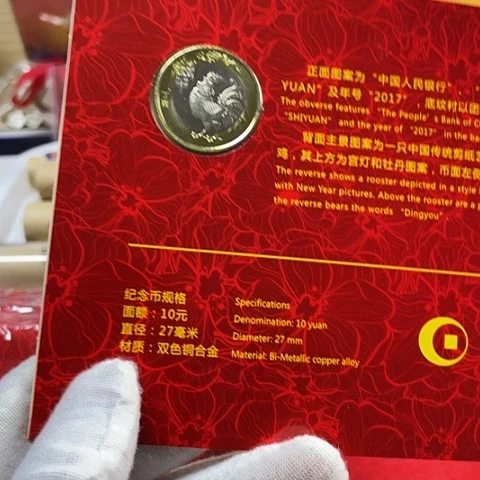 正面图案为“中国人民银行”、“
YUAN”及年号“2017”，底纹衬以团
The obverse features “The People’s Bank of C
“SHIYUAN” and the year of “2017” in the ba
背面主景图案为一只中国传统剪纸艺
鸡，其上方为宫灯和牡丹图案，币面左侧
The reverse shows a rooster depicted in a style
with New Year pictures. Above the rooster are a p
the reverse bears the words “Dingyou”
纪念币规格
面额：10元
直径：27毫米
材质：双色铜合金
Specifications
Denomination: 10 yuan
Diameter: 27 mm
Material: Bi-Metallic copper alloy